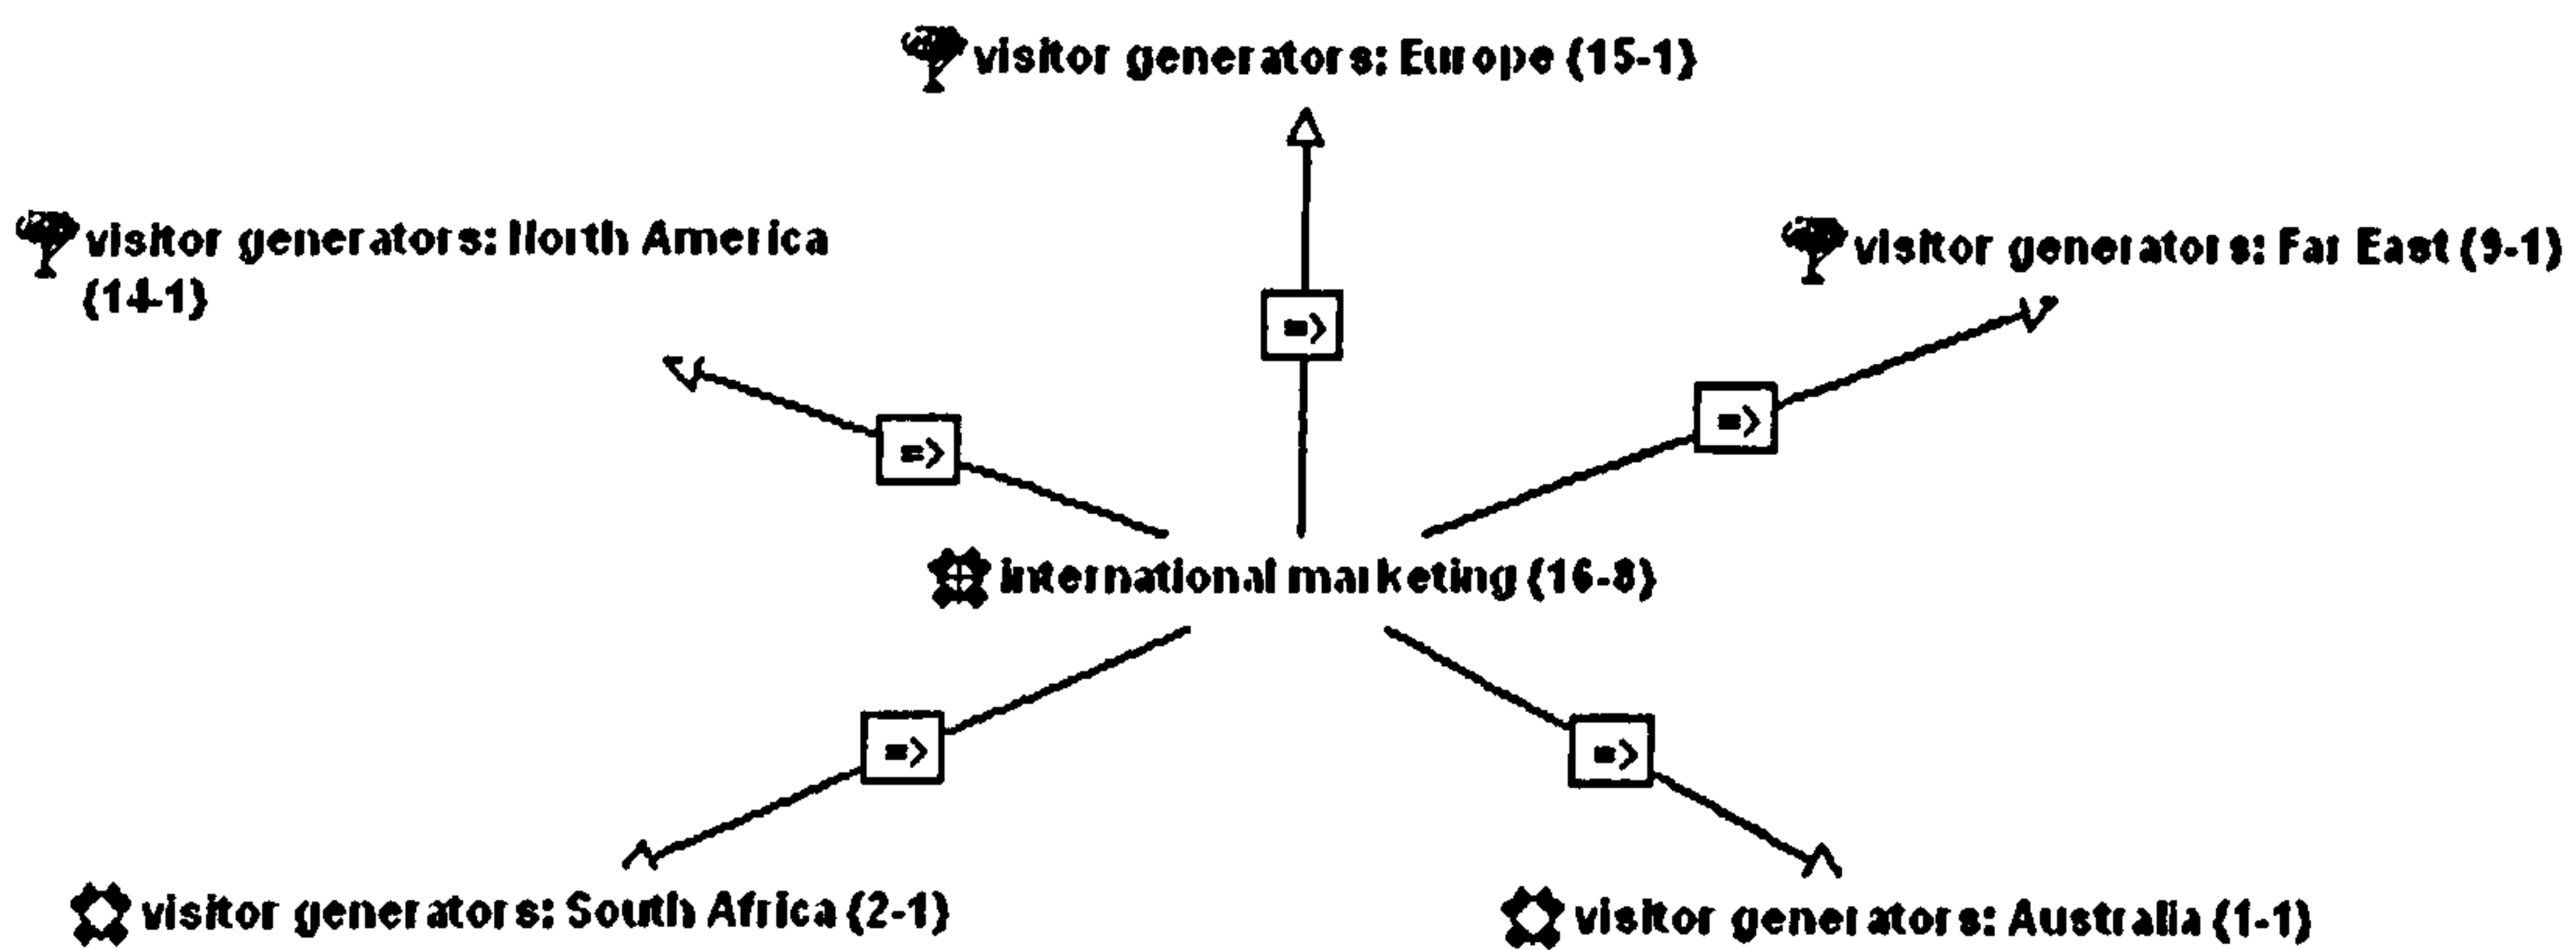 visitor generators: Europe {15-1}
visitor generators: North America
{14-1}
visitor generators: Far East {9-1}
=>
=>
=>
international marketing {16-8}
=>
=>
visitor generators: South Africa {2-1}
visitor generators: Australia {1-1}